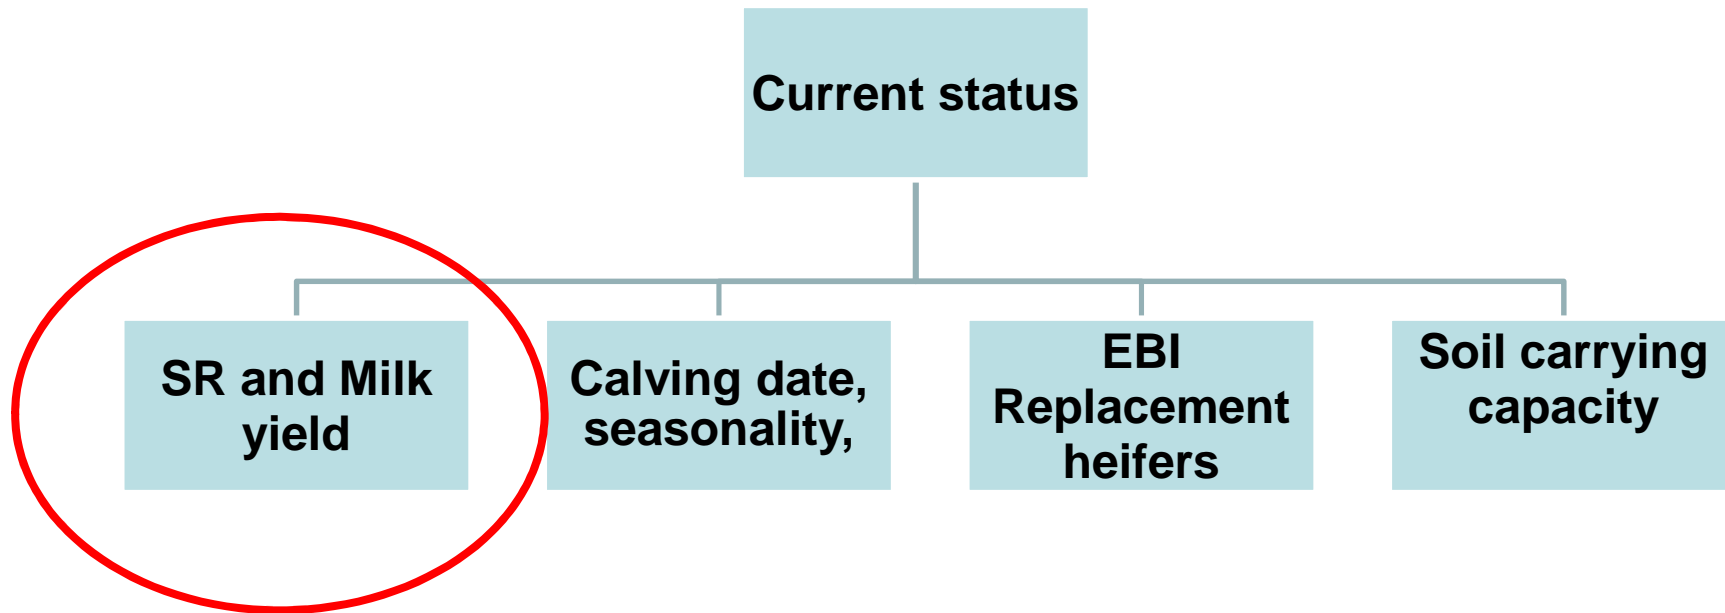 Current status
SR and Milk
yield
Calving date,
seasonality,
EBI
Replacement
heifers
Soil carrying
capacity